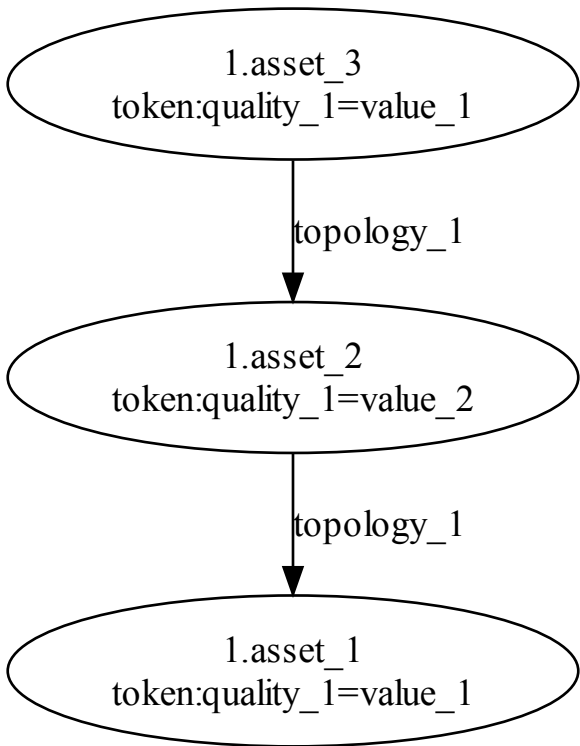 1.asset_3
token:quality_1=value_1
topology_1
1.asset_2
token:quality_1=value_2
topology_1
1.asset_1
token:quality_1=value_1